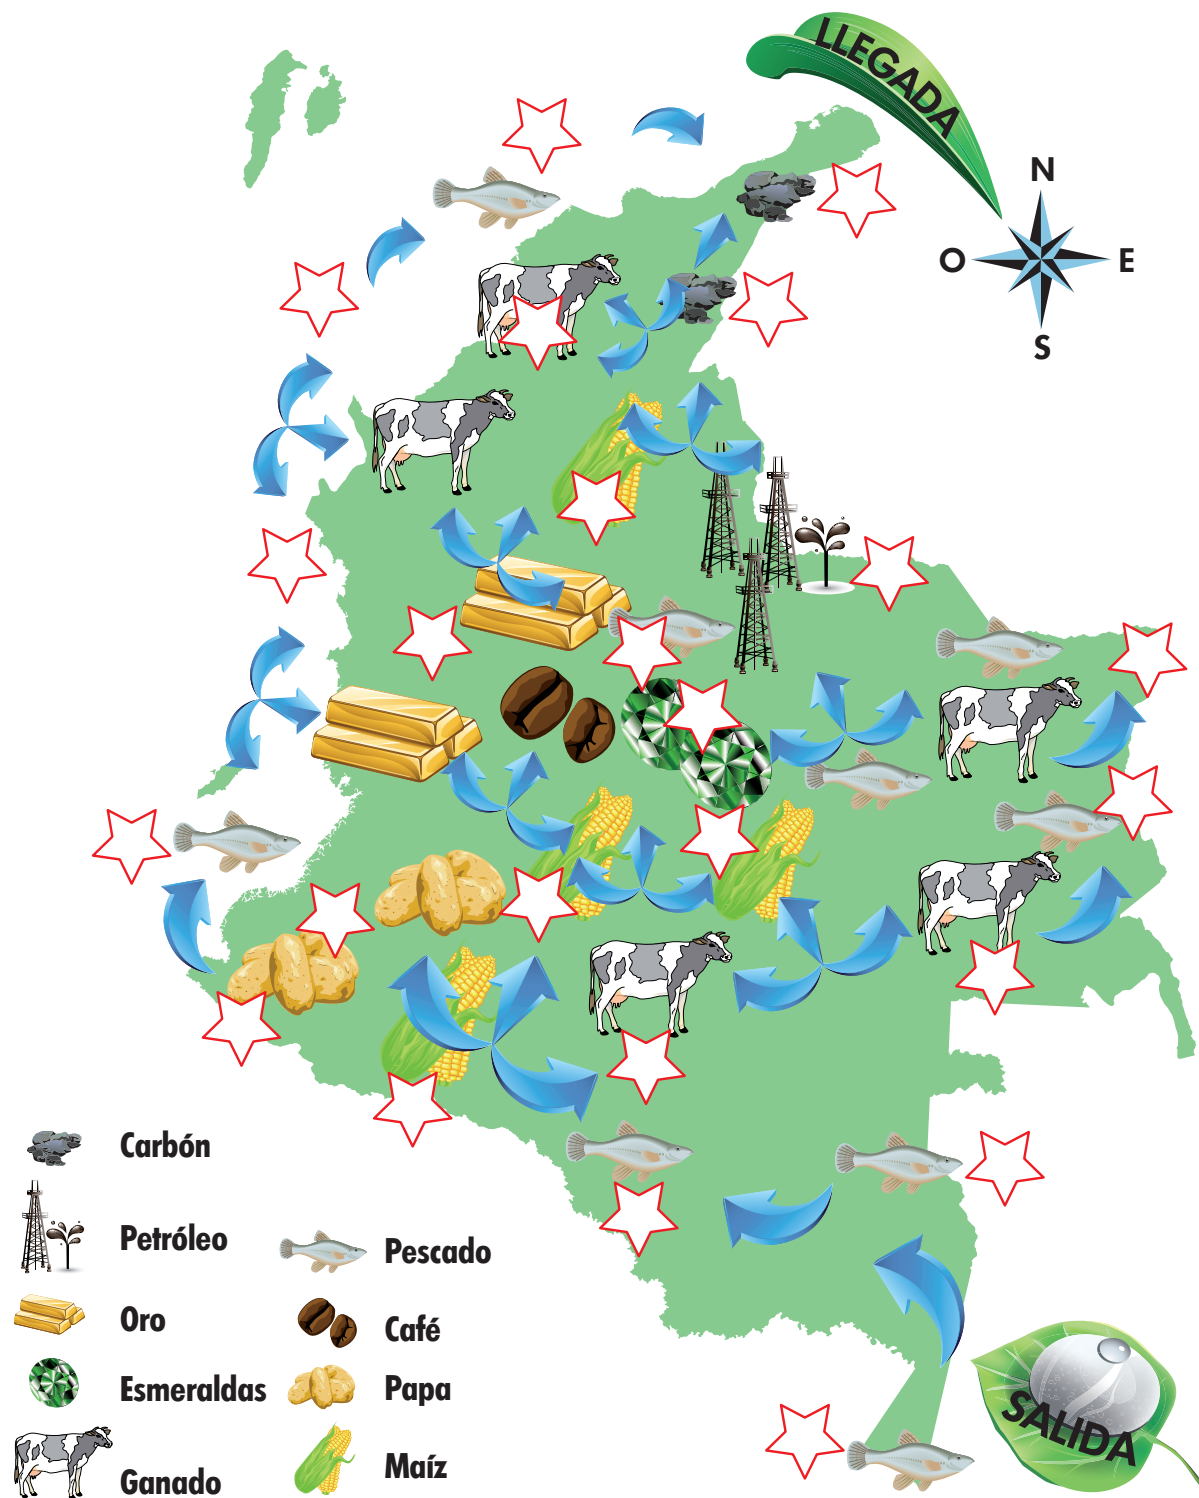 LLEGADA
N
O
E
S
Carbón
Petróleo
Oro
Esmeraldas
Ganado
Pescado
Café
Papa
Maíz
SALIDA